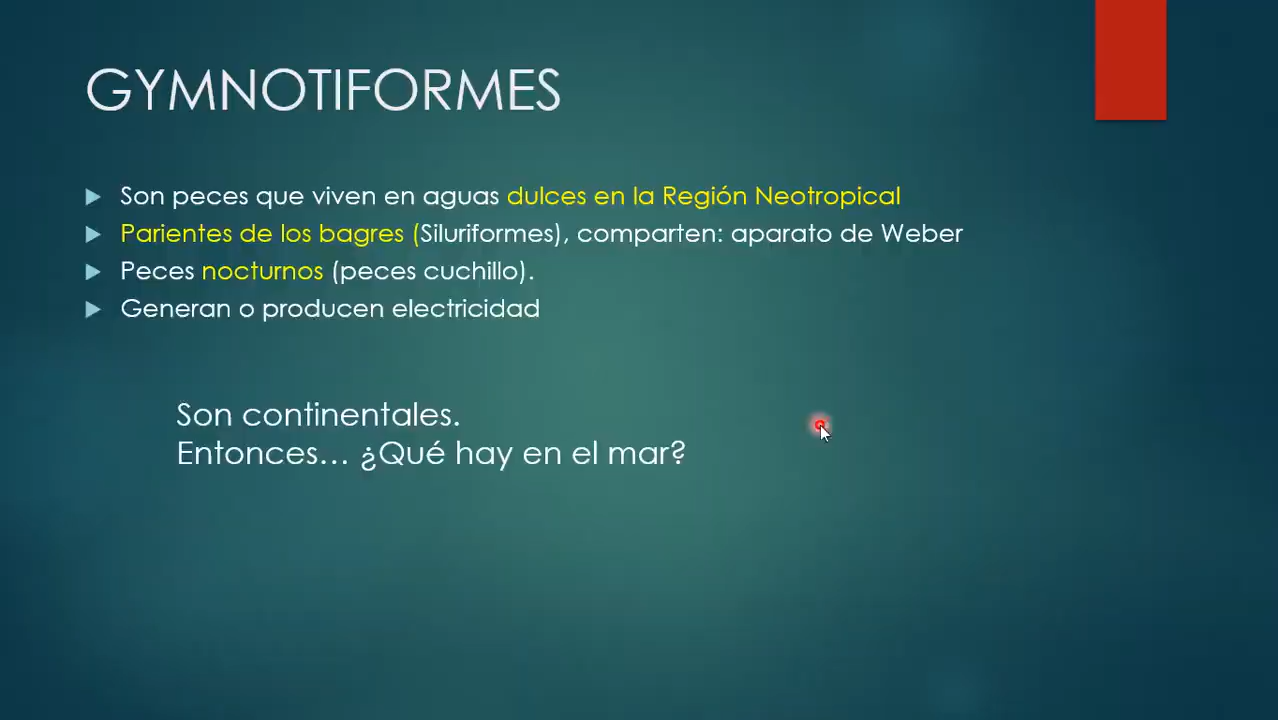 GYMNOTIFORMES
Son peces que viven en aguas dulces en la Región Neotropical
Parientes de los bagres (Siluriformes), comparten: aparato de Weber
Peces nocturnos (peces cuchillo).
Generan o producen electricidad
Son continentales.
Entonces… ¿Qué hay en el mar?